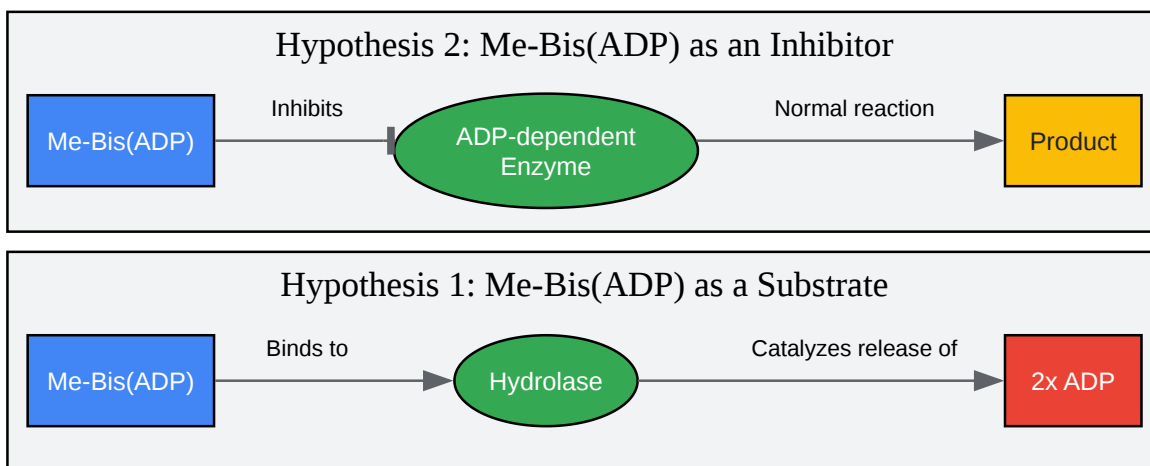 Hypothesis 2: Me-Bis(ADP) as an Inhibitor
Me-Bis(ADP)
Inhibits
ADP-dependent
Enzyme
Normal reaction
Product
Hypothesis 1: Me-Bis(ADP) as a Substrate
Me-Bis(ADP)
Binds to
Hydrolase
Catalyzes release of
2x ADP